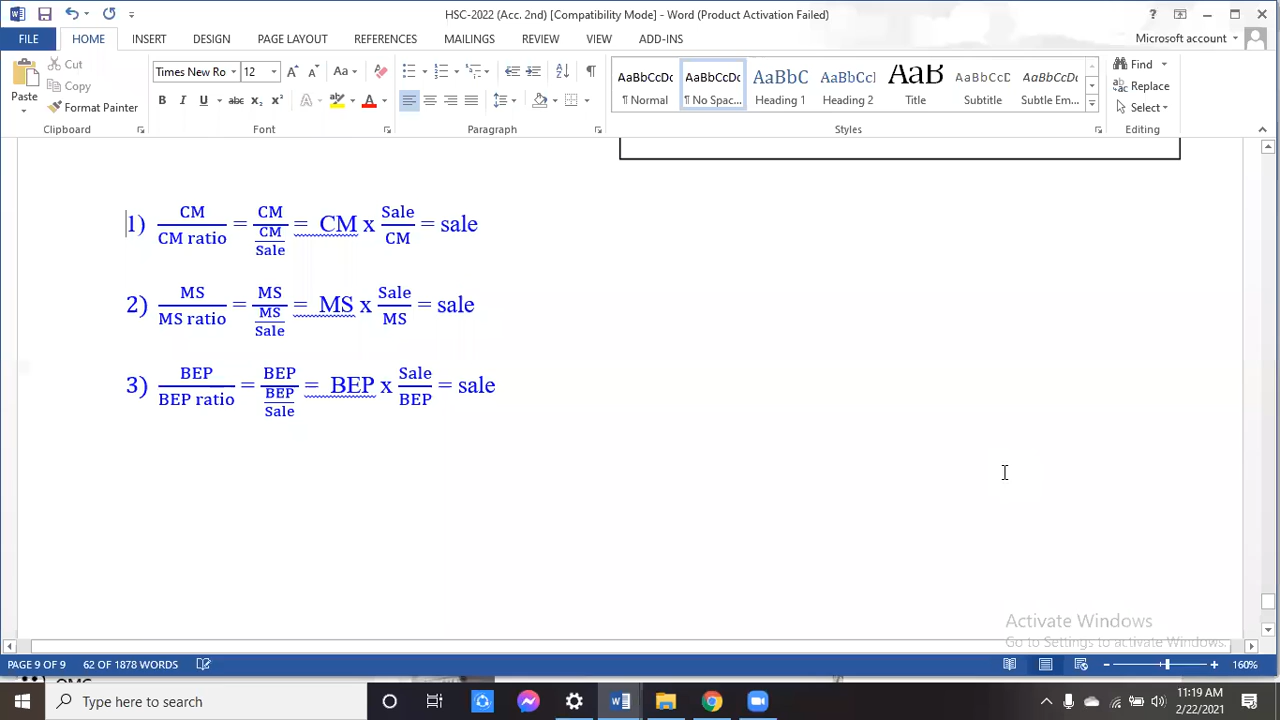 HSC-2022 (Acc. 2nd) [Compatibility Mode] - Word (Product Activation Failed)
FILE HOME INSERT DESIGN PAGE LAYOUT REFERENCES MAILINGS REVIEW VIEW ADD-INS Microsoft account
Paste Cut Copy Format Painter
Times New Ro 12 Aa
B I U abc X₂ X² A A
AaBbCcDc AaBbCcDc AaBbC AaBbCcl AaB AaBbCcD AaBbCcDc
¶ Normal ¶ No Spac... Heading Heading 2 Title Subtitle Subtle Em...
Find Replace Select
Clipboard Font Paragraph Styles Editing
1) CM/CM ratio = CM/(CM/Sale) = CM x Sale/CM = sale
2) MS/MS ratio = MS/(MS/Sale) = MS x Sale/MS = sale
3) BEP/BEP ratio = BEP/(BEP/Sale) = BEP x Sale/BEP = sale
Activate Windows
Go to Settings to activate Windows.
PAGE 9 OF 9 62 OF 1878 WORDS 160%
Type here to search
11:19 AM
2/22/2021